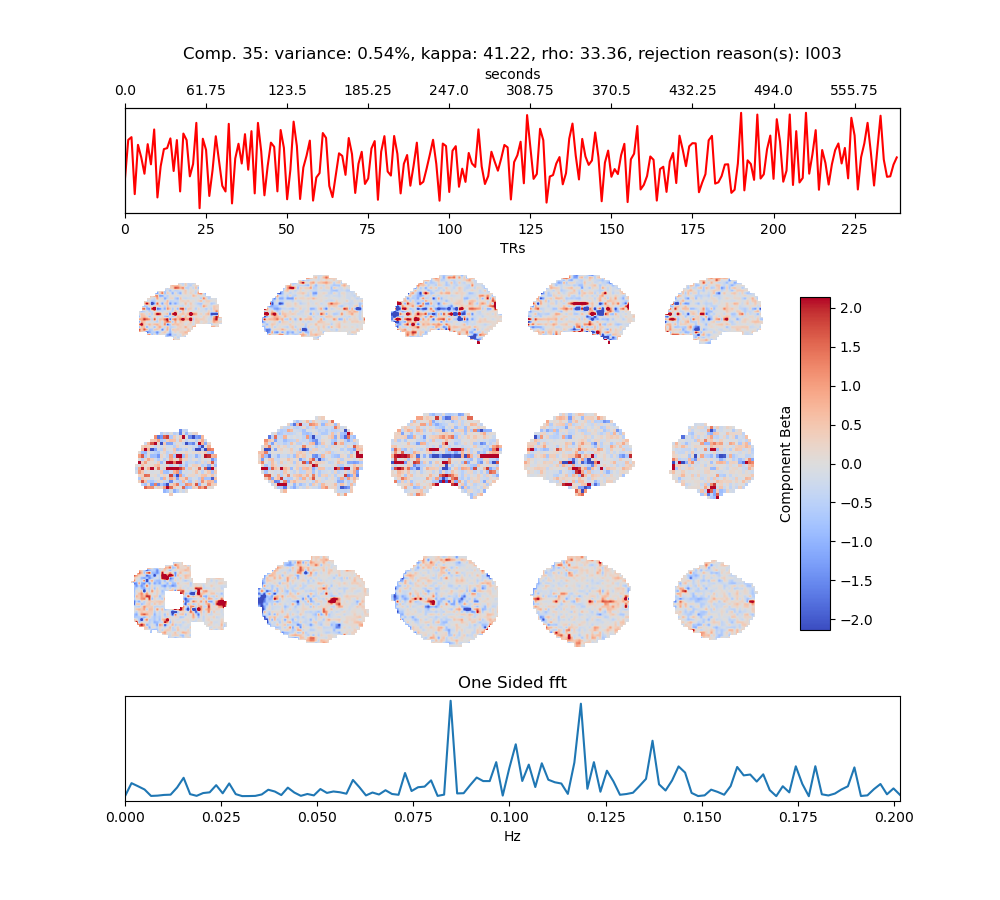 Comp. 35: variance: 0.54%, kappa: 41.22, rho: 33.36, rejection reason(s): I003
seconds
0.0 61.75 123.5 185.25 247.0 308.75 370.5 432.25 494.0 555.75
0 25 50 75 100 125 150 175 200 225
TRs
2.0
1.5
1.0
0.5
0.0
−0.5
−1.0
−1.5
−2.0
Component Beta
One Sided fft
0.000 0.025 0.050 0.075 0.100 0.125 0.150 0.175 0.200
Hz